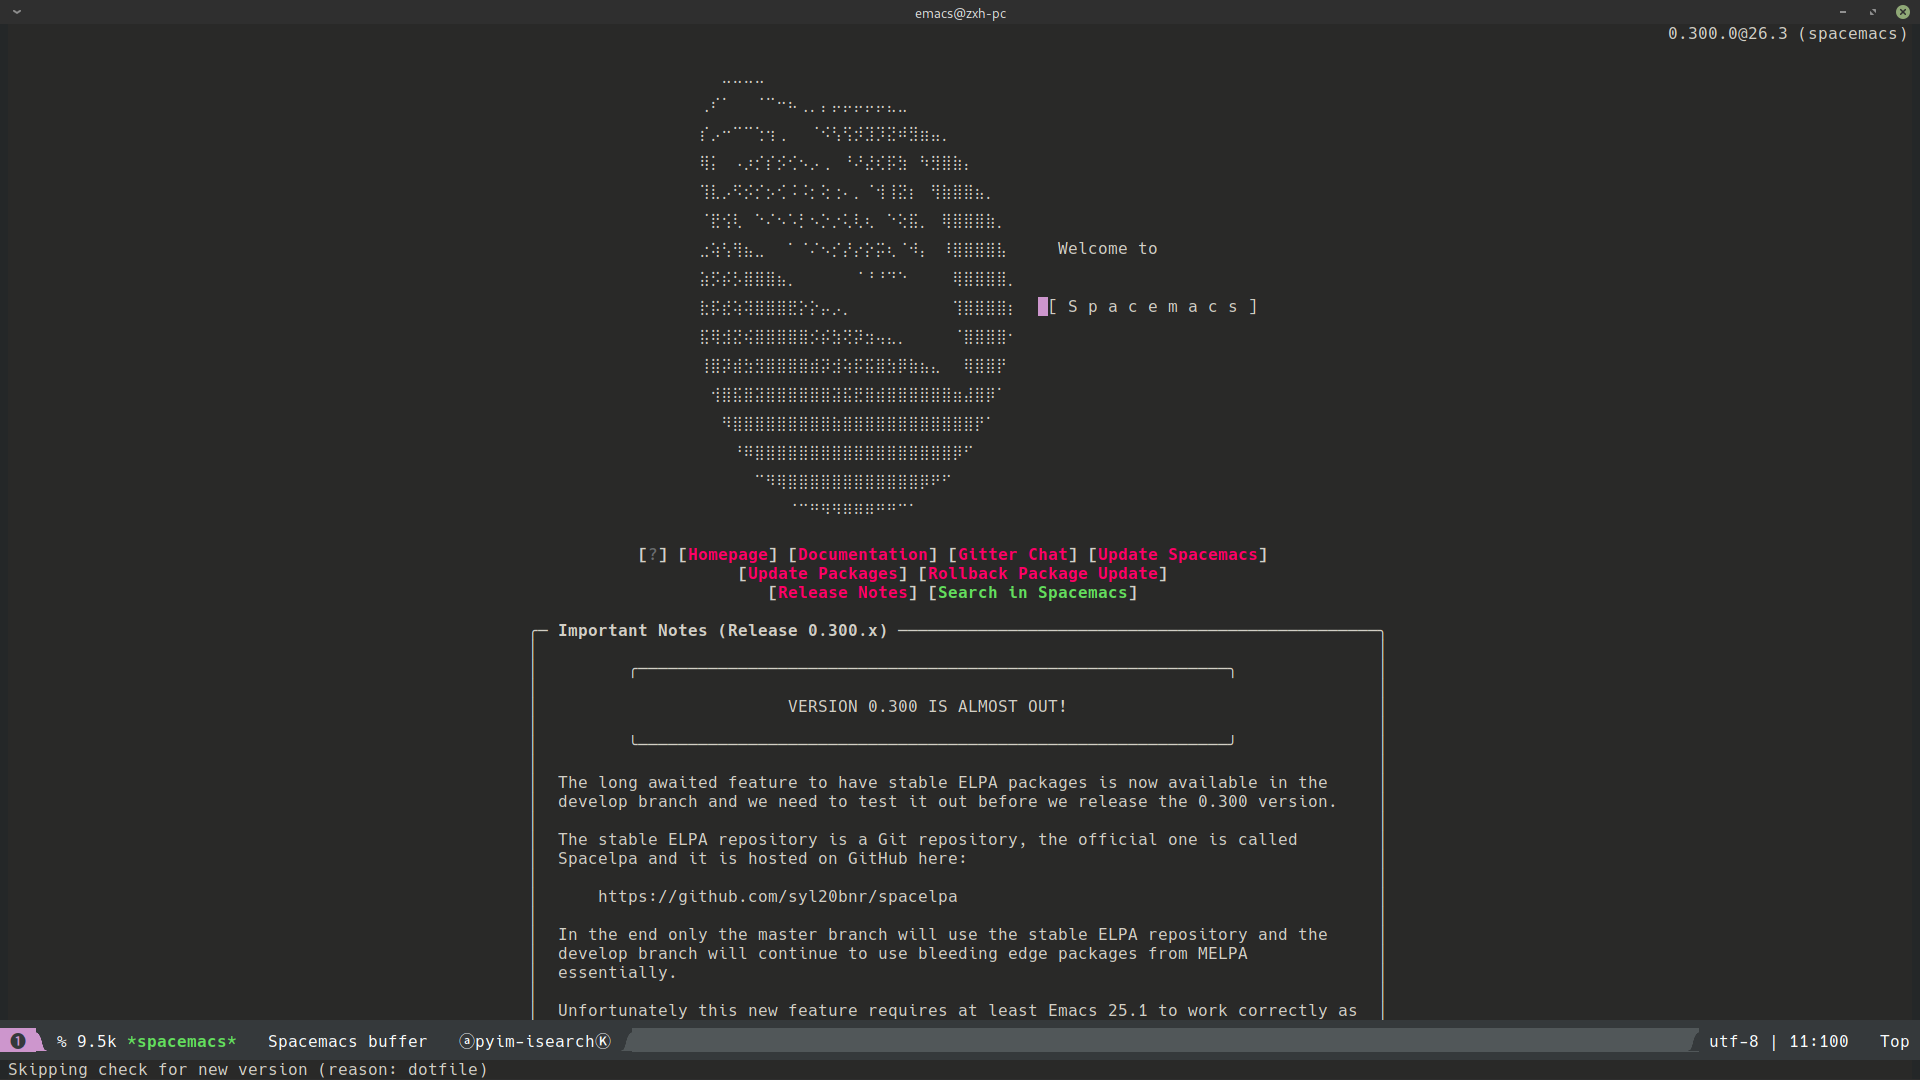 emacs@zxh-pc
0.300.0@26.3 (spacemacs)
Welcome to
[ S p a c e m a c s ]
[?] [Homepage] [Documentation] [Gitter Chat] [Update Spacemacs]
[Update Packages] [Rollback Package Update]
[Release Notes] [Search in Spacemacs]
Important Notes (Release 0.300.x)
VERSION 0.300 IS ALMOST OUT!
The long awaited feature to have stable ELPA packages is now available in the
develop branch and we need to test it out before we release the 0.300 version.
The stable ELPA repository is a Git repository, the official one is called
Spacelpa and it is hosted on GitHub here:
https://github.com/syl20bnr/spacelpa
In the end only the master branch will use the stable ELPA repository and the
develop branch will continue to use bleeding edge packages from MELPA
essentially.
Unfortunately this new feature requires at least Emacs 25.1 to work correctly as
❶ % 9.5k *spacemacs* Spacemacs buffer ⓐpyim-isearchⓀ utf-8 | 11:100 Top
Skipping check for new version (reason: dotfile)